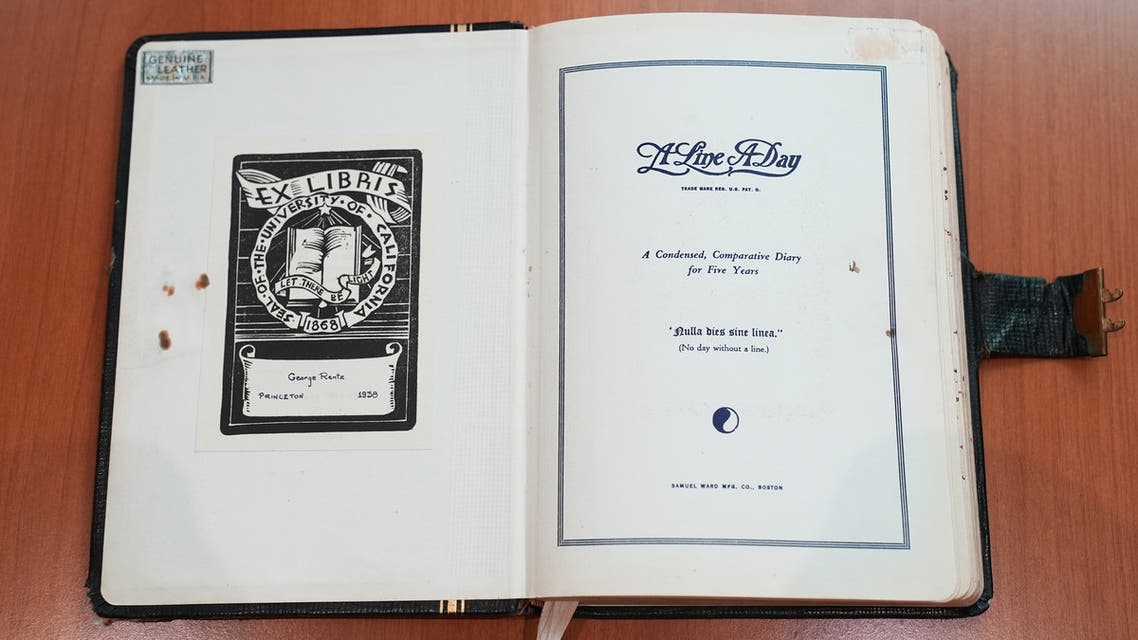 GENUINE
LEATHER
MADE IN U.S.A.
EX LIBRIS
SEAL·OF·THE·UNIVERSITY·OF·CALIFORNIA
LET THERE BE LIGHT
1868
George Rentz
PRINCETON 1938
A Line A Day
TRADE MARK REG. U.S. PAT. O.
A Condensed, Comparative Diary
for Five Years
‘Nulla dies sine linea.”
(No day without a line.)
SAMUEL WARD MFG. CO., BOSTON